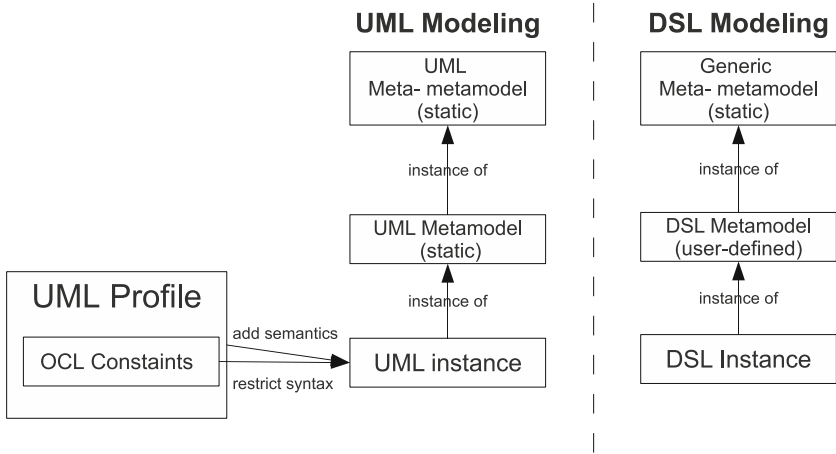 UML Modeling
UML
Meta- metamodel
(static)
instance of
UML Metamodel
(static)
instance of
UML instance
UML Profile
OCL Constaints
add semantics
restrict syntax
DSL Modeling
Generic
Meta- metamodel
(static)
instance of
DSL Metamodel
(user-defined)
instance of
DSL Instance